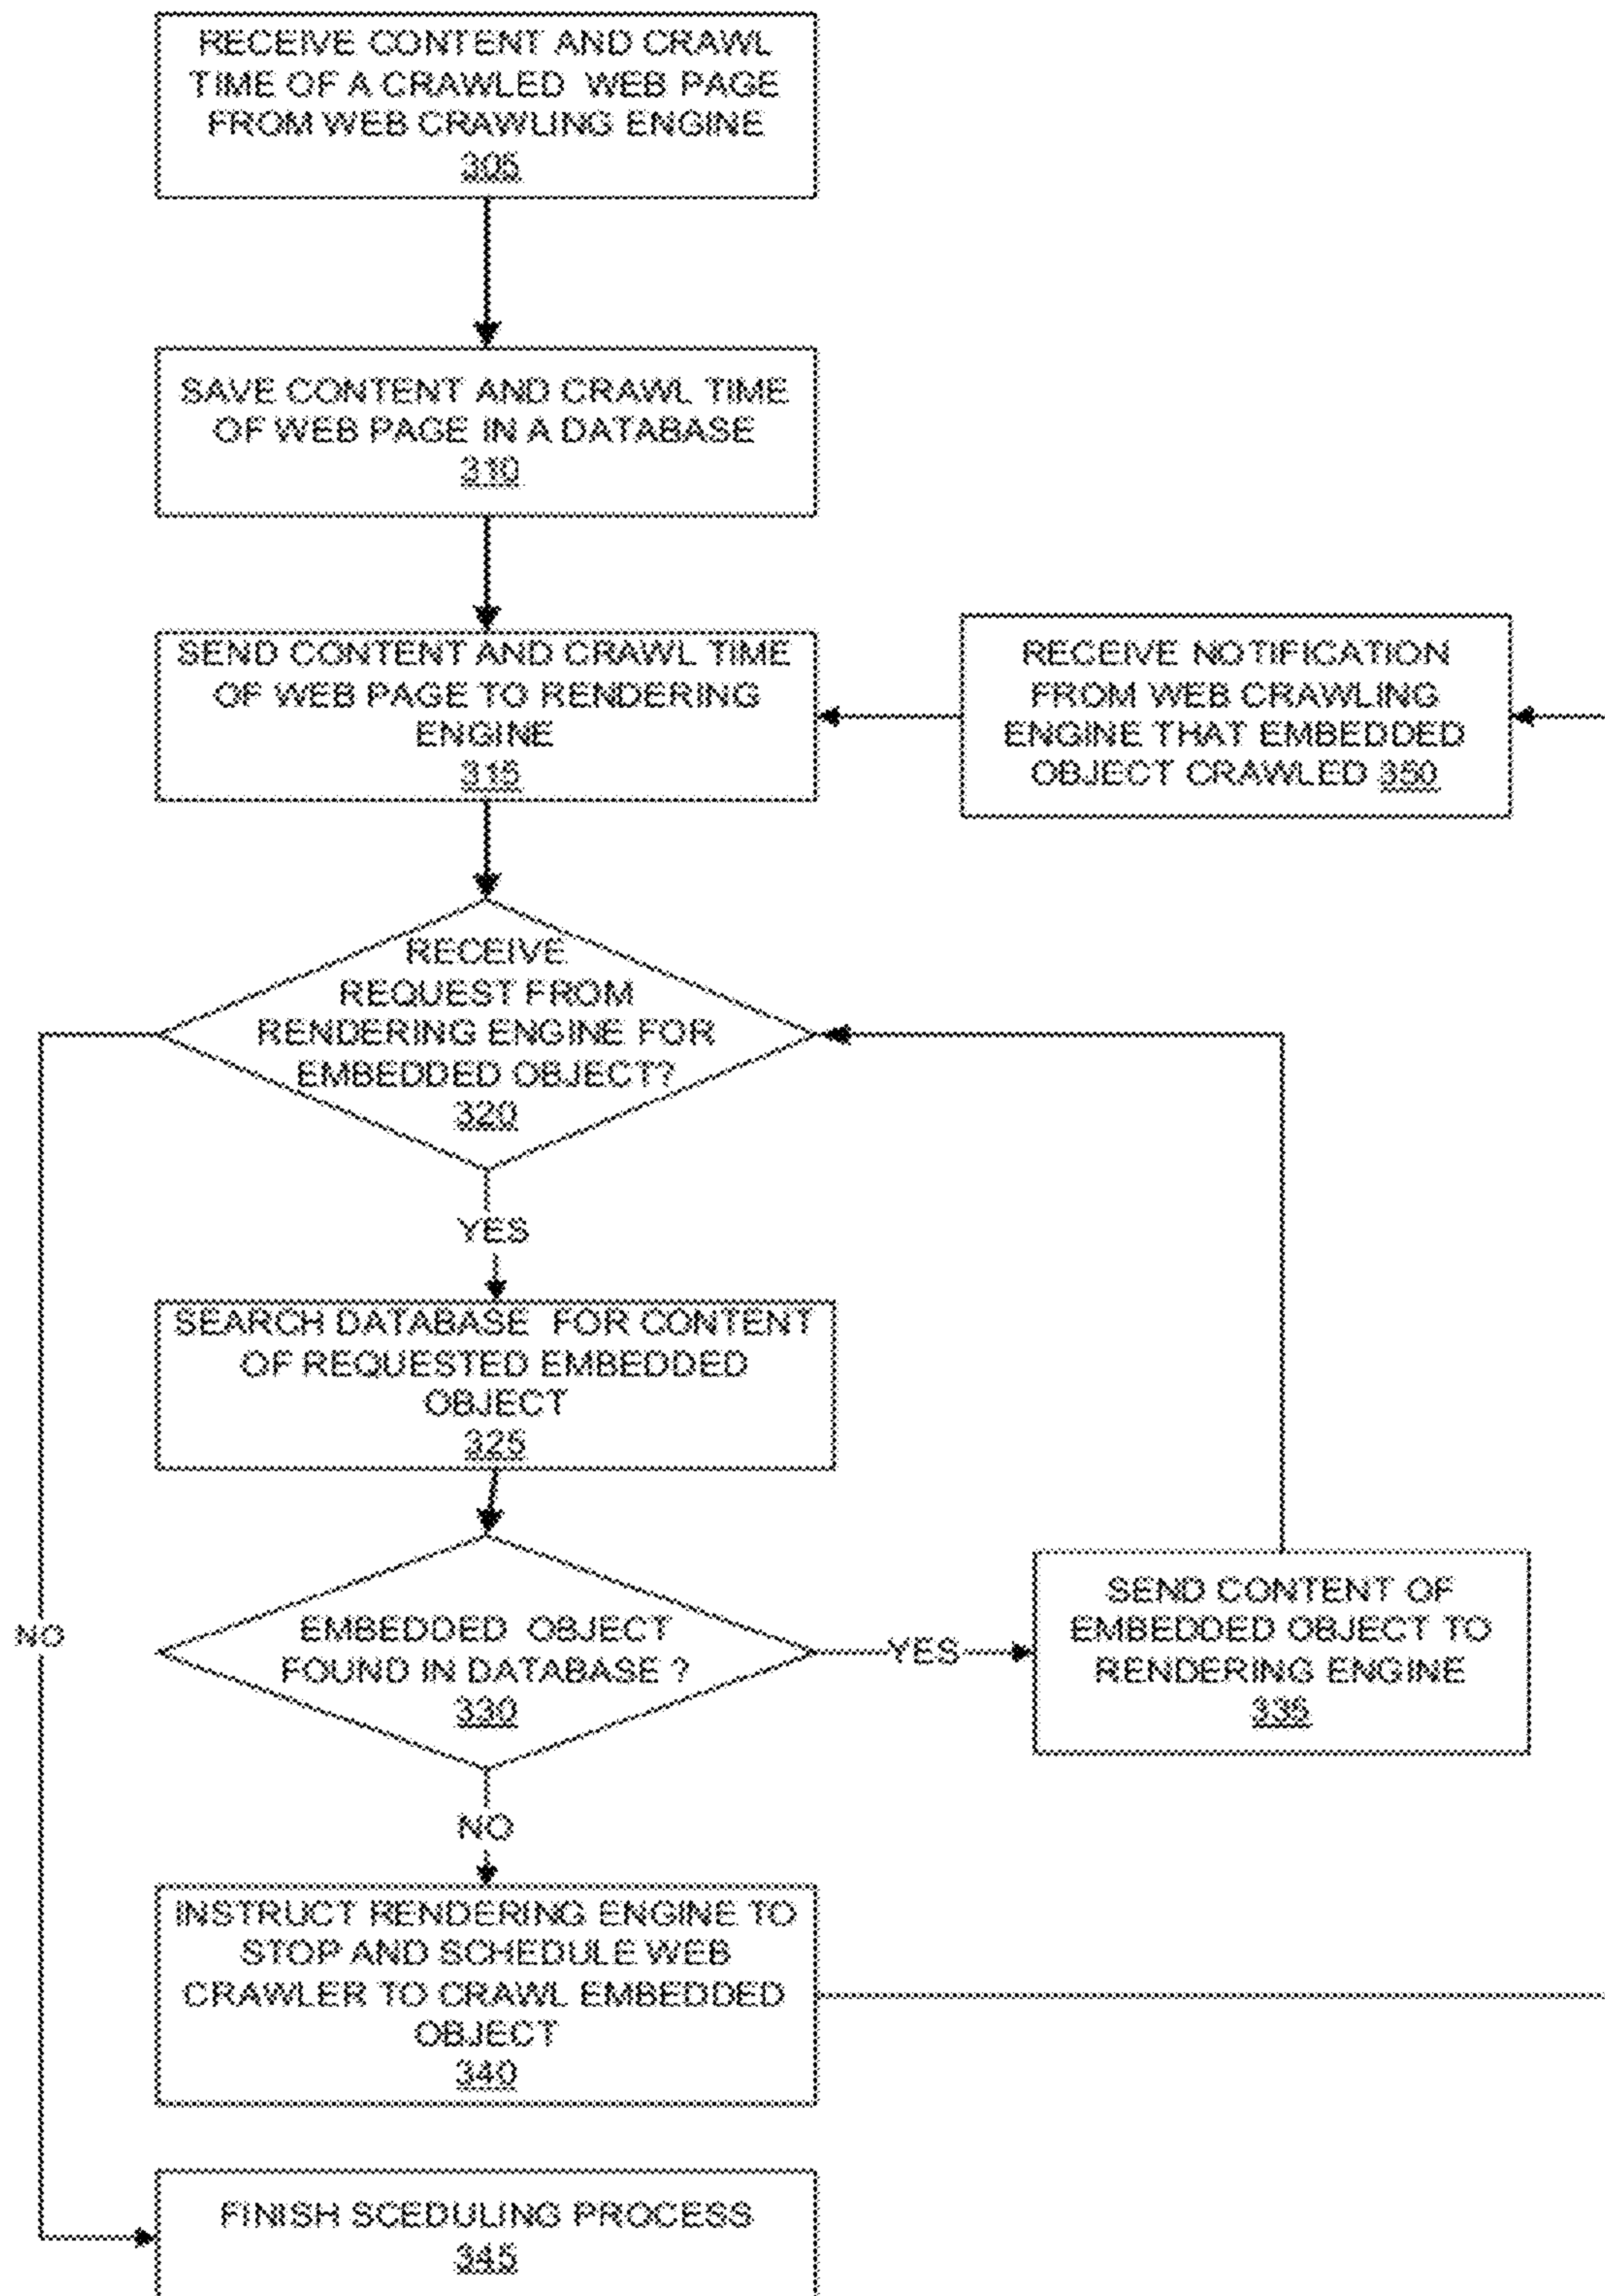 RECEIVE CONTENT AND CRAWL
TIME OF A CRAWLED WEB PAGE
FROM WEB CRAWLING ENGINE
305
SAVE CONTENT AND CRAWL TIME
OF WEB PAGE IN A DATABASE
310
SEND CONTENT AND CRAWL TIME
OF WEB PAGE TO RENDERING
ENGINE
315
RECEIVE NOTIFICATION
FROM WEB CRAWLING
ENGINE THAT EMBEDDED
OBJECT CRAWLED 350
RECEIVE
REQUEST FROM
RENDERING ENGINE FOR
EMBEDDED OBJECT?
320
YES
SEARCH DATABASE FOR CONTENT
OF REQUESTED EMBEDDED
OBJECT
325
NO
EMBEDDED OBJECT
FOUND IN DATABASE ?
330
YES
SEND CONTENT OF
EMBEDDED OBJECT TO
RENDERING ENGINE
335
NO
INSTRUCT RENDERING ENGINE TO
STOP AND SCHEDULE WEB
CRAWLER TO CRAWL EMBEDDED
OBJECT
340
FINISH SCEDULING PROCESS
345